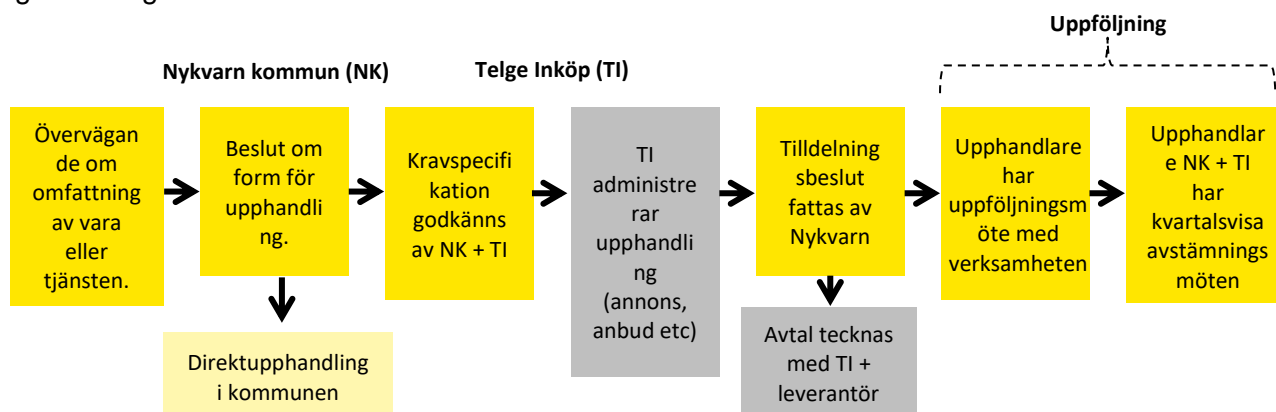 Uppföljning
Nykvarn kommun (NK)
Telge Inköp (TI)
Övervägan
de om
omfattning
av vara
eller
tjänsten.
Beslut om
form för
upphandli
ng.
Kravspecifi
kation
godkänns
av NK + TI
TI
administre
rar
upphandli
ng
(annons,
anbud etc)
Tilldelning
sbeslut
fattas av
Nykvarn
Upphandlare
har
uppföljningsm
öte med
verksamheten
Upphandlar
e NK + TI
har
kvartalsvisa
avstämnings
möten
Direktupphandling
i kommunen
Avtal tecknas
med TI +
leverantör